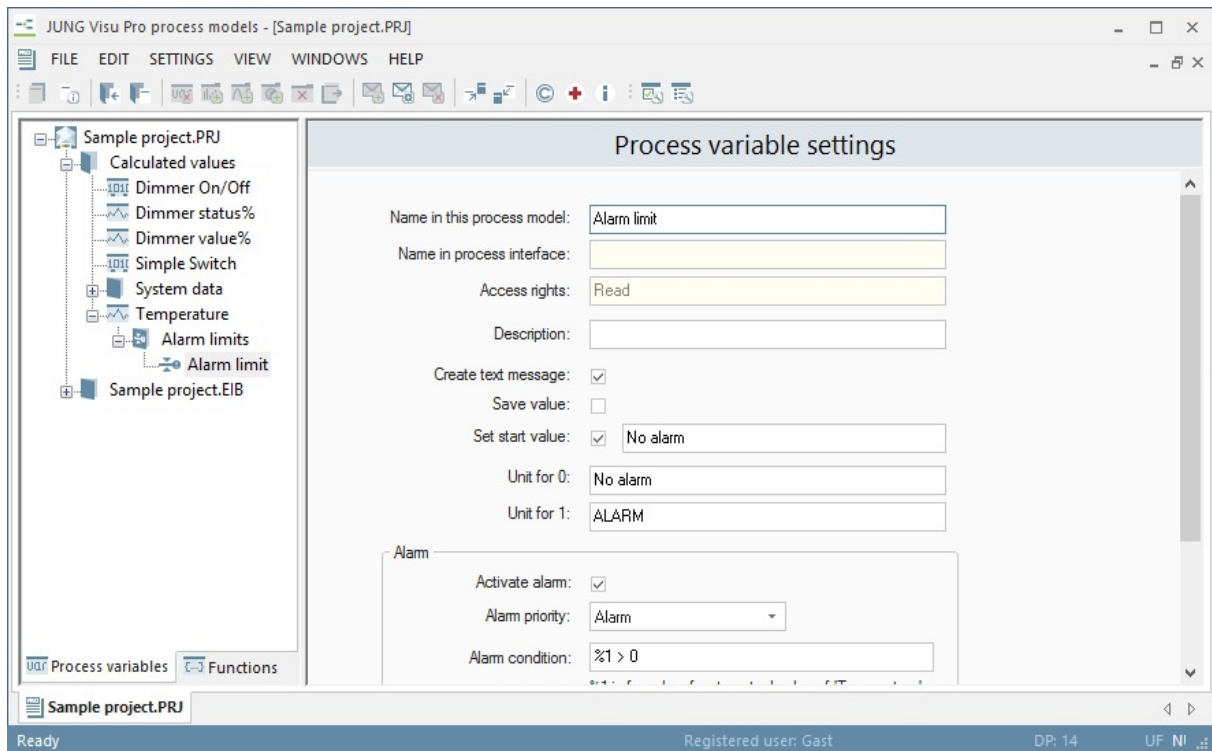 JUNG Visu Pro process models - [Sample project.PRJ]
FILE EDIT SETTINGS VIEW WINDOWS HELP
Sample project.PRJ
Calculated values
Dimmer On/Off
Dimmer status%
Dimmer value%
Simple Switch
System data
Temperature
Alarm limits
Alarm limit
Sample project.EIB
Process variables Functions
Process variable settings
Name in this process model: Alarm limit
Name in process interface:
Access rights: Read
Description:
Create text message:
Save value:
Set start value: No alarm
Unit for 0: No alarm
Unit for 1: ALARM
Alarm
Activate alarm:
Alarm priority: Alarm
Alarm condition: %1 > 0
Sample project.PRJ
Ready Registered user: Gast DP: 14 UF